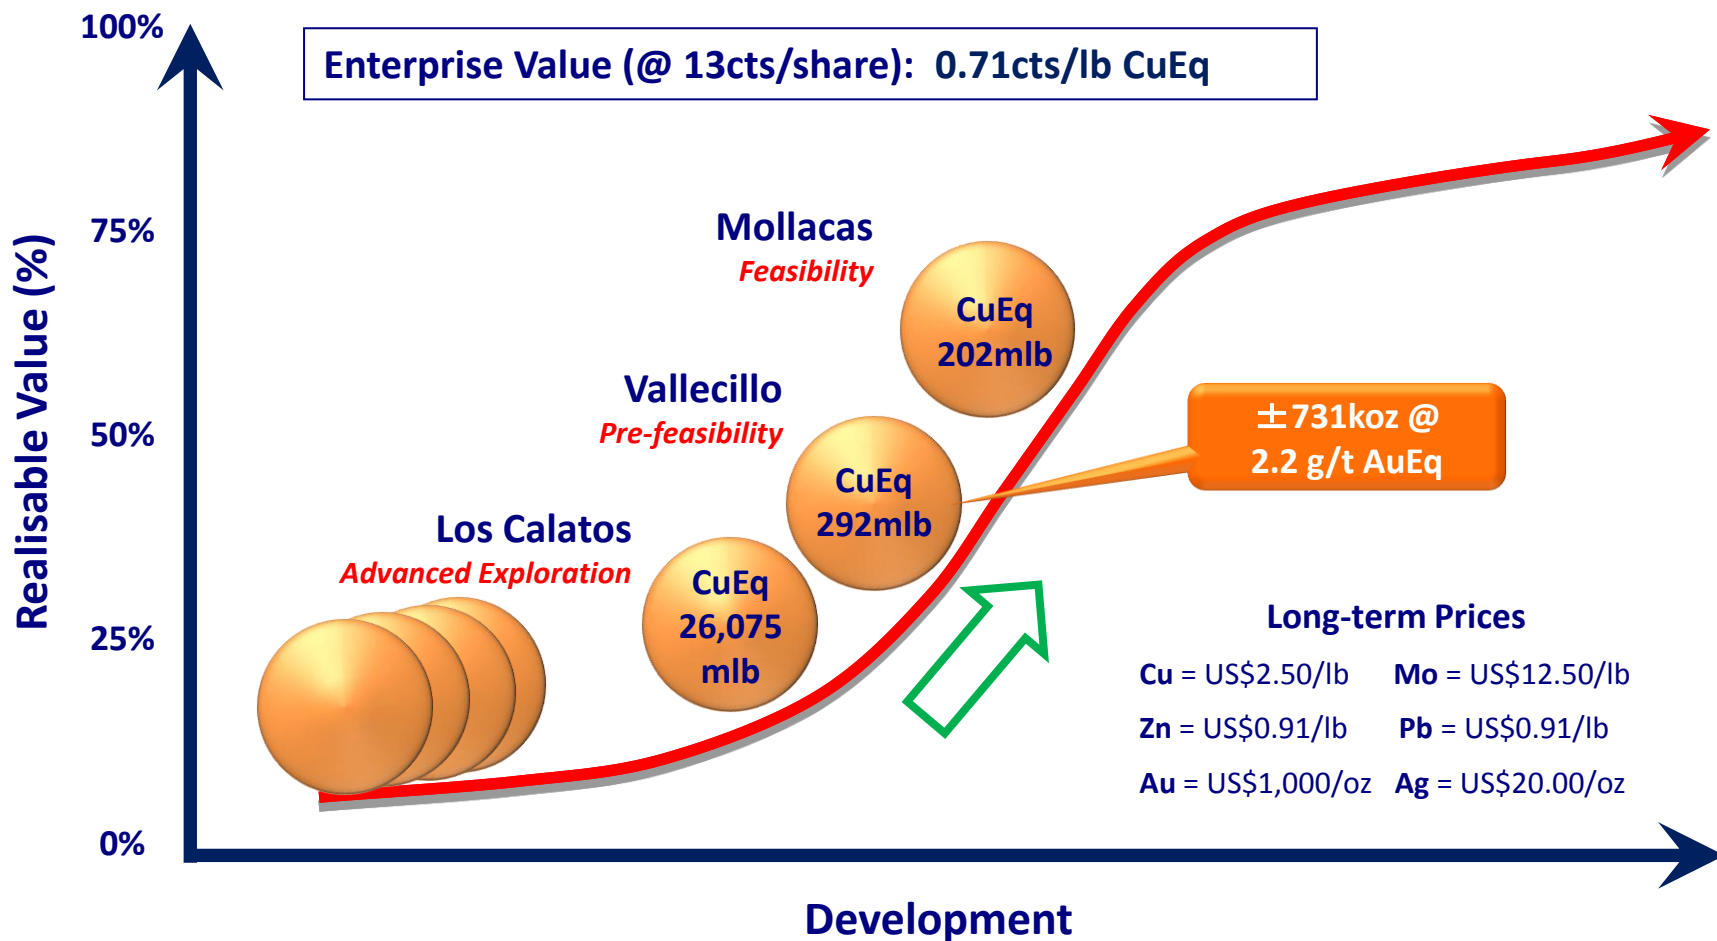 100%
Enterprise Value (@ 13cts/share): 0.71cts/lb CuEq
75%
50%
25%
0%
Realisable Value (%)
Mollacas
Feasibility
CuEq
202mlb
Vallecillo
Pre-feasibility
CuEq
292mlb
±731koz @
2.2 g/t AuEq
Los Calatos
Advanced Exploration
CuEq
26,075
mlb
Long-term Prices
Cu = US$2.50/lb Mo = US$12.50/lb
Zn = US$0.91/lb Pb = US$0.91/lb
Au = US$1,000/oz Ag = US$20.00/oz
Development